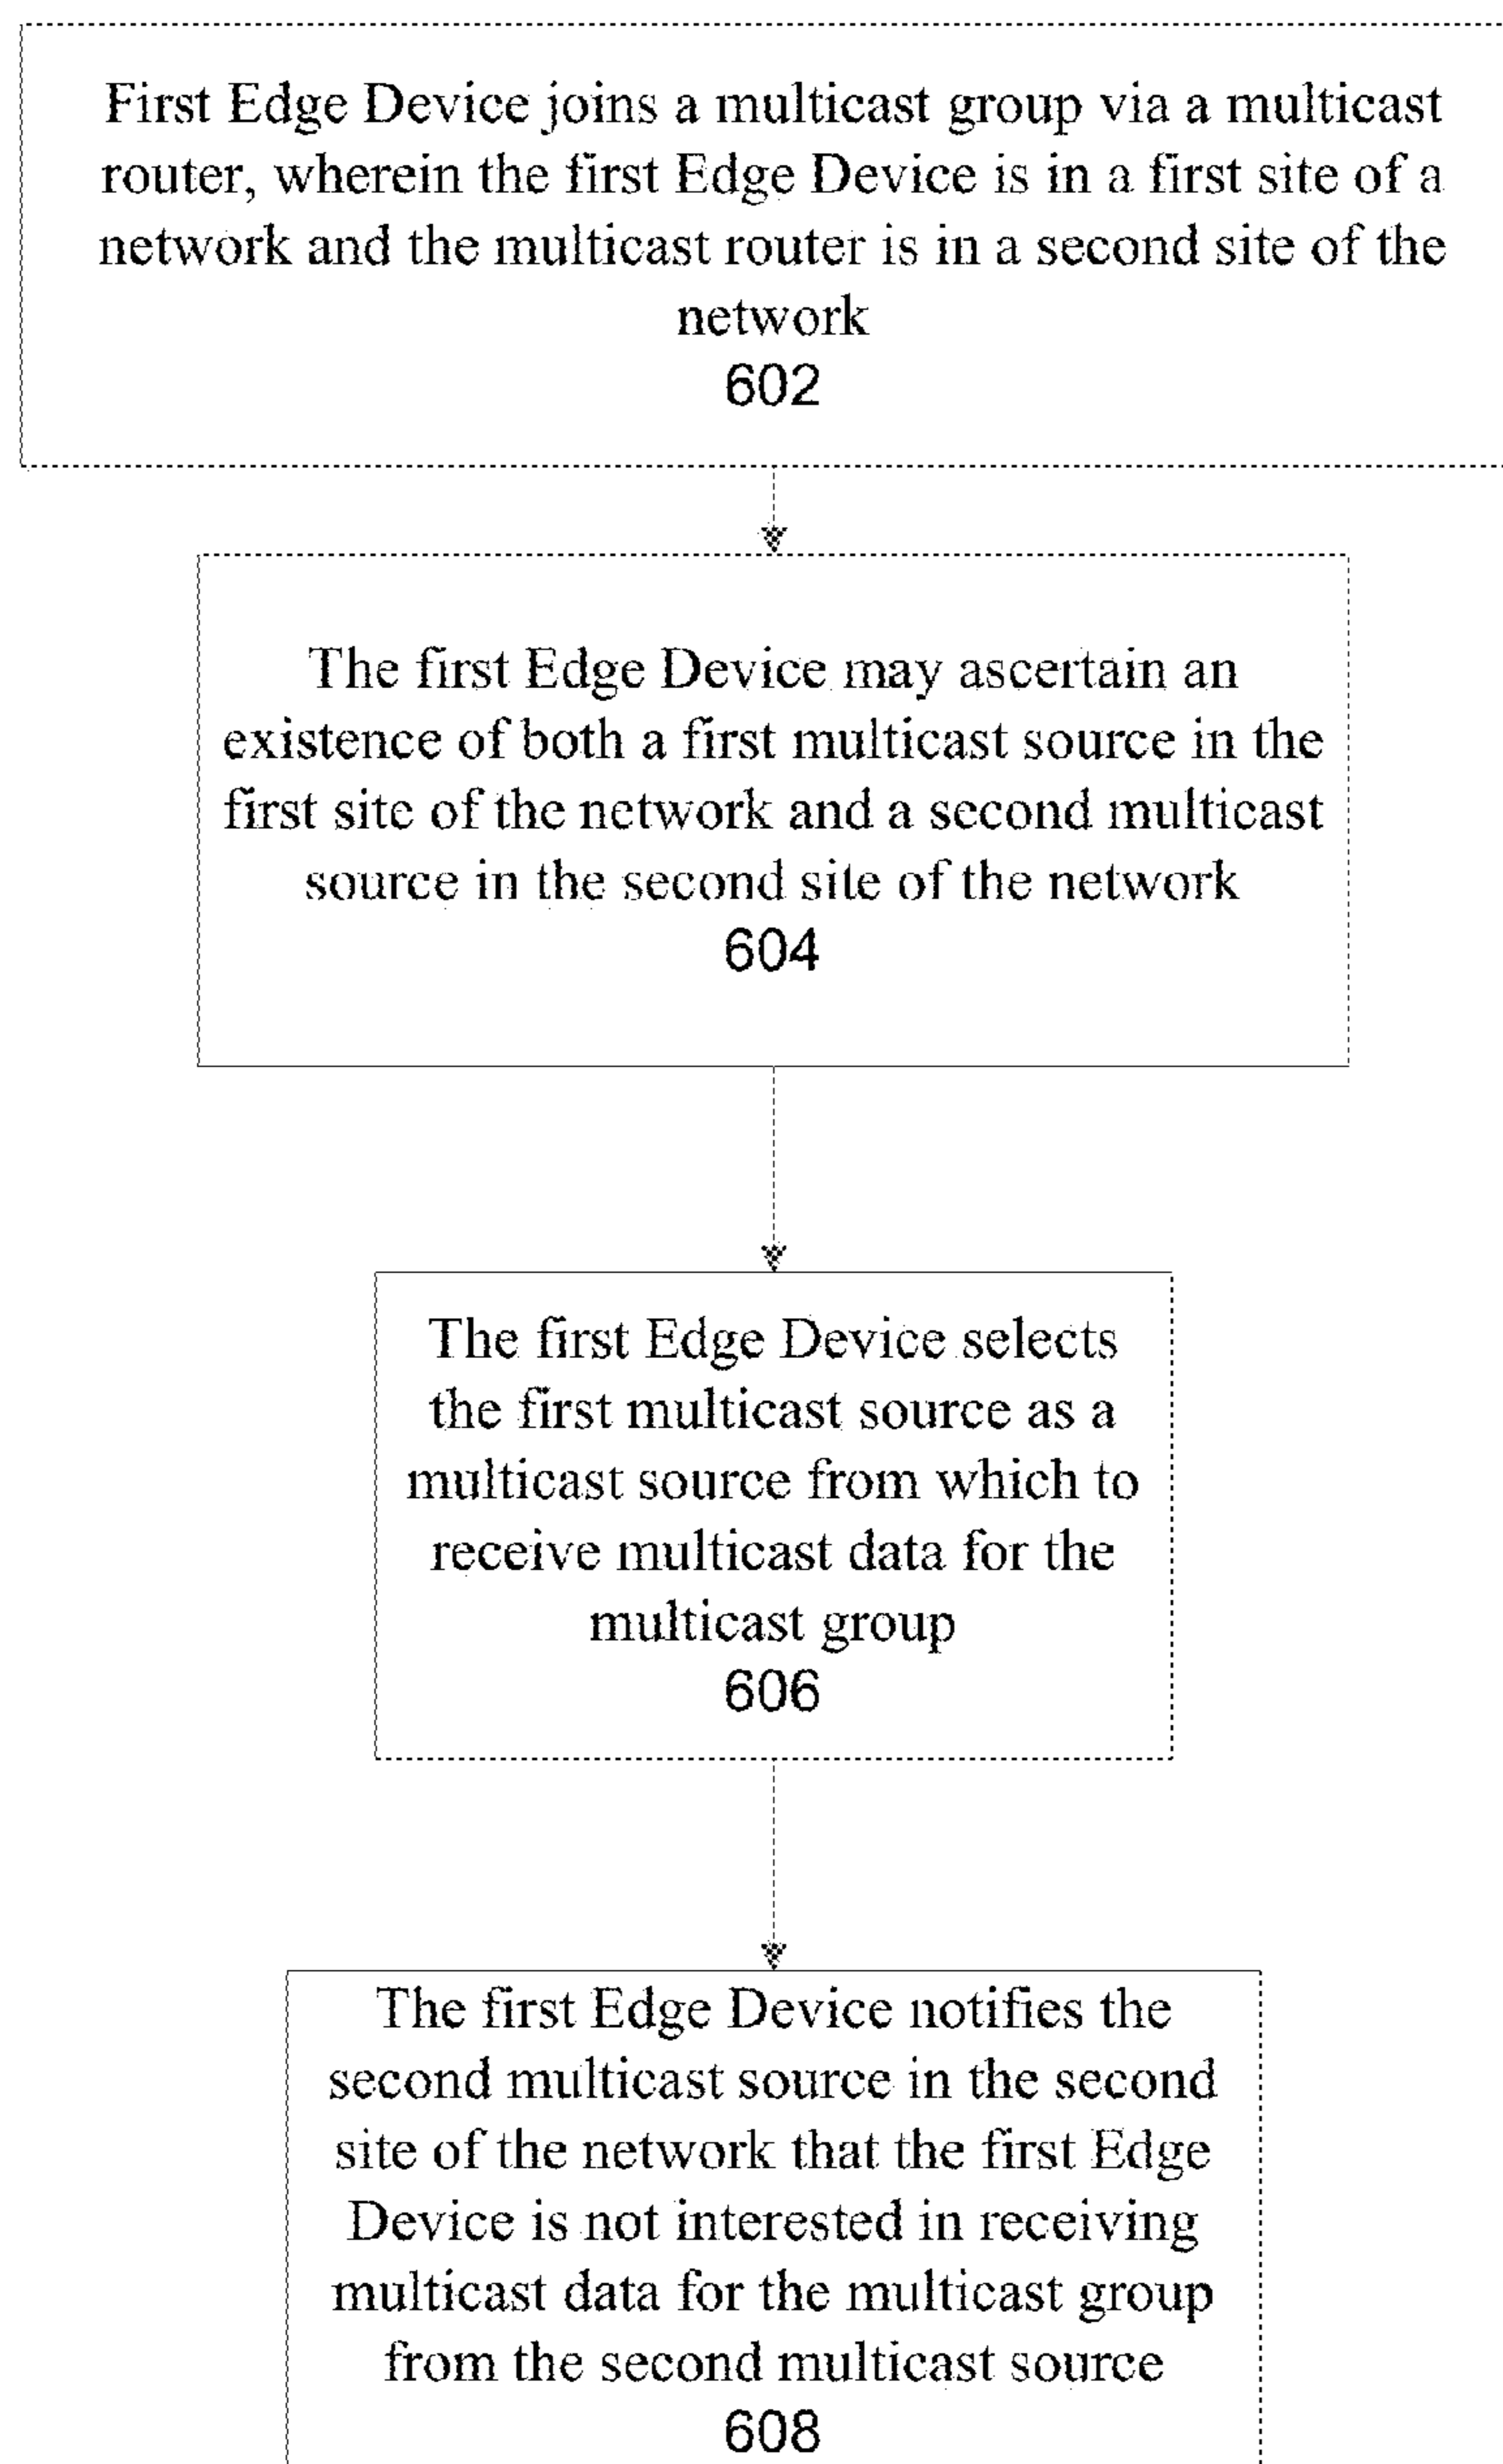 First Edge Device joins a multicast group via a multicast
router, wherein the first Edge Device is in a first site of a
network and the multicast router is in a second site of the
network
602
The first Edge Device may ascertain an
existence of both a first multicast source in the
first site of the network and a second multicast
source in the second site of the network
604
The first Edge Device selects
the first multicast source as a
multicast source from which to
receive multicast data for the
multicast group
606
The first Edge Device notifies the
second multicast source in the second
site of the network that the first Edge
Device is not interested in receiving
multicast data for the multicast group
from the second multicast source
608